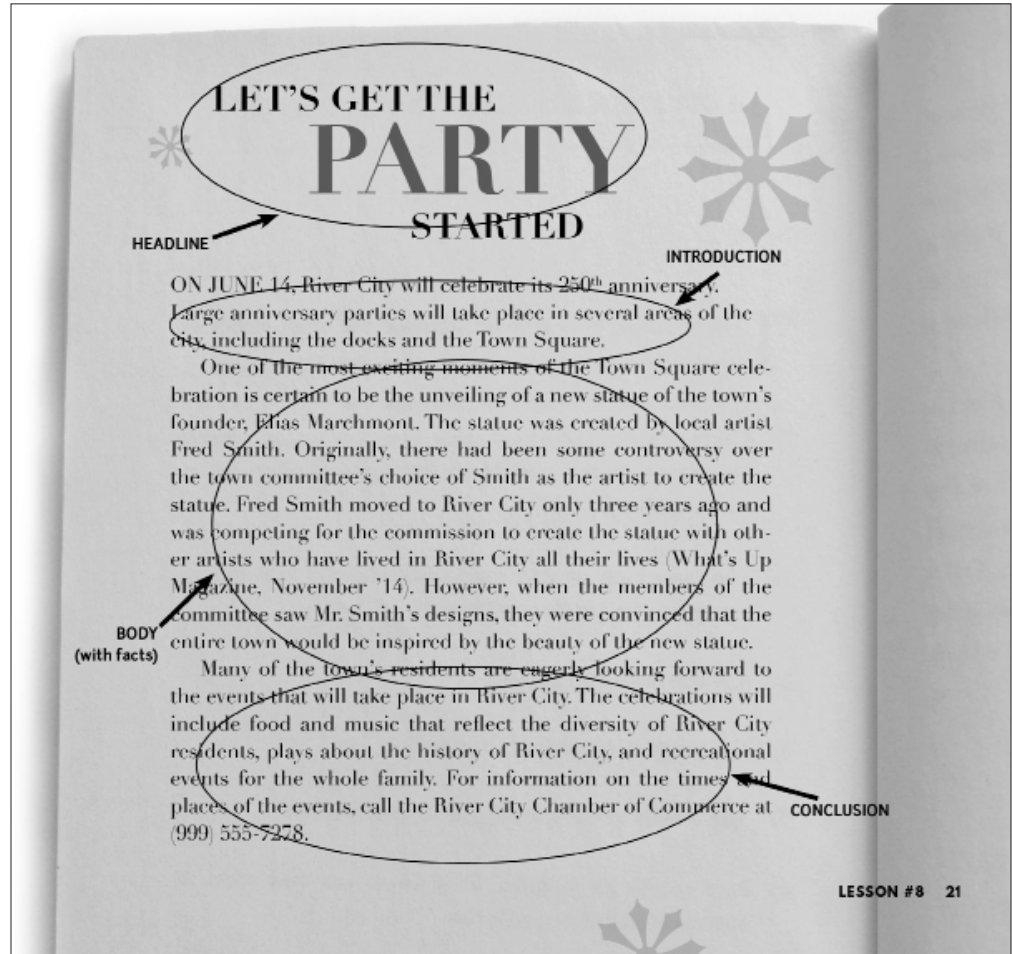 LET'S GET THE
PARTY
STARTED
HEADLINE
INTRODUCTION
ON JUNE 14, River City will celebrate its 250th anniversary.
Large anniversary parties will take place in several areas of the
city, including the docks and the Town Square.
One of the most exciting moments of the Town Square cele-
bration is certain to be the unveiling of a new statue of the town's
founder, Elias Marchmont. The statue was created by local artist
Fred Smith. Originally, there had been some controversy over
the town committee's choice of Smith as the artist to create the
statue. Fred Smith moved to River City only three years ago and
was competing for the commission to create the statue with oth-
er artists who have lived in River City all their lives (What's Up
Magazine, November '14). However, when the members of the
committee saw Mr. Smith's designs, they were convinced that the
entire town would be inspired by the beauty of the new statue.
BODY
(with facts)
Many of the town's residents are eagerly looking forward to
the events that will take place in River City. The celebrations will
include food and music that reflect the diversity of River City
residents, plays about the history of River City, and recreational
events for the whole family. For information on the times and
places of the events, call the River City Chamber of Commerce at
(999) 555-7278.
CONCLUSION
LESSON #8 21